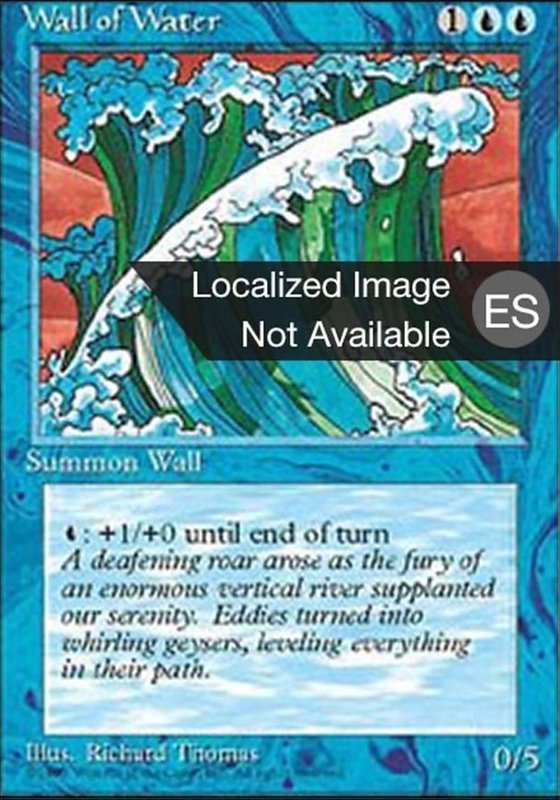 Wall of Water
1
Localized Image
Not Available
ES
Summon Wall
: +1/+0 until end of turn
A deafening roar arose as the fury of
an enormous vertical river supplanted
our serenity. Eddies turned into
whirling geysers, leveling everything
in their path.
Illus. Richard Thomas
0/5